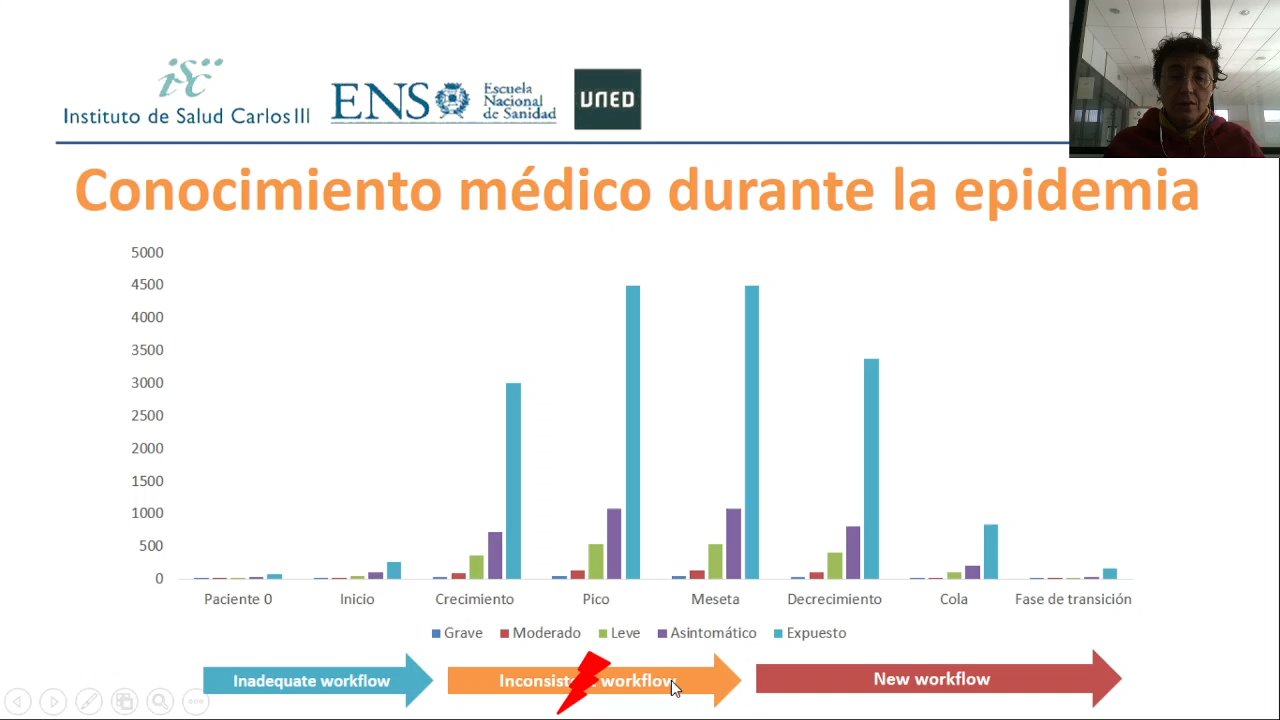 isc
Instituto de Salud Carlos III
ENS
Escuela
Nacional
de Sanidad
UNED
Conocimiento médico durante la epidemia
5000
4500
4000
3500
3000
2500
2000
1500
1000
500
0
Paciente 0 Inicio Crecimiento Pico Meseta Decrecimiento Cola Fase de transición
Grave Moderado Leve Asintomático Expuesto
Inadequate workflow
Inconsistent workflow
New workflow